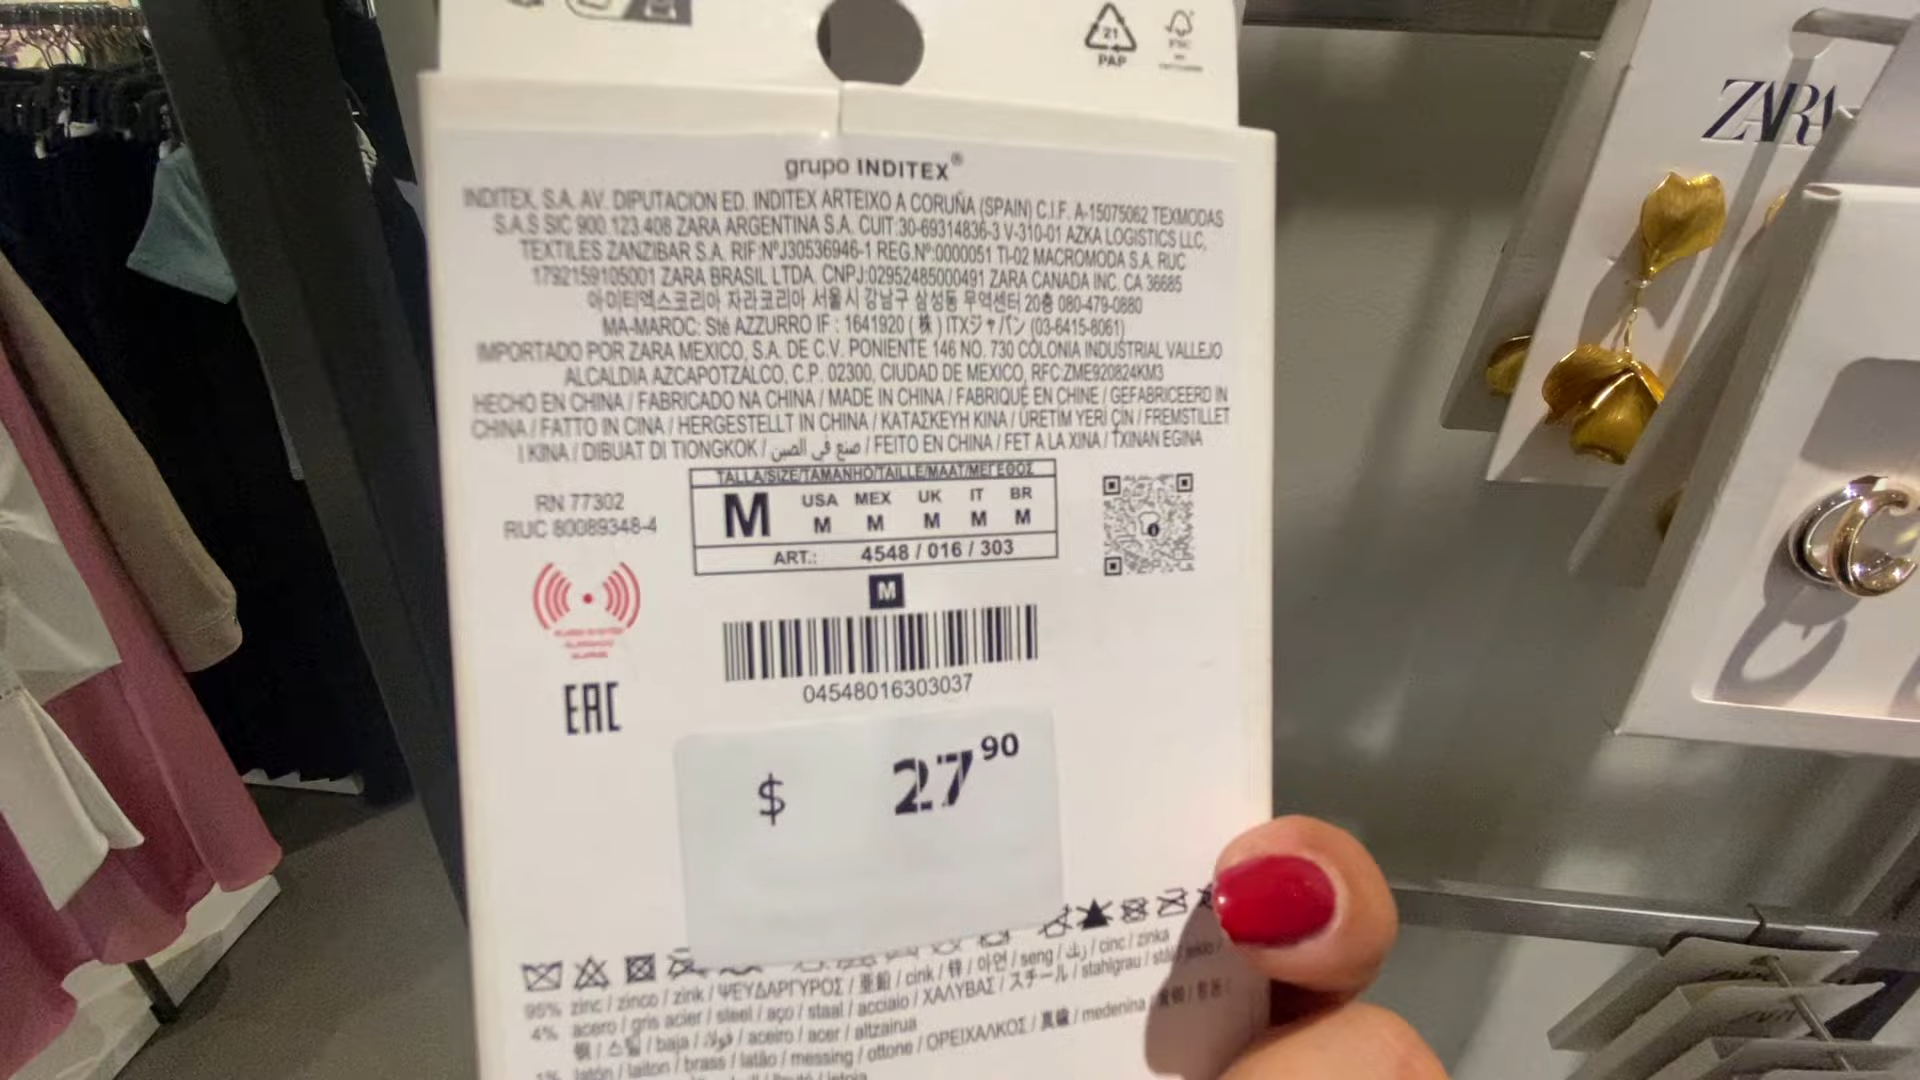 21
PAP
FSC
ZARA
grupo INDITEX®
INDITEX, S.A. AV. DIPUTACION ED. INDITEX ARTEIXO A CORUÑA (SPAIN) C.I.F. A-15075062 TEXMODAS
S.A.S SIC 900.123.408 ZARA ARGENTINA S.A. CUIT:30-69314836-3 V-310-01 AZKA LOGISTICS LLC,
TEXTILES ZANZIBAR S.A. RIF:NºJ30536946-1 REG.Nº:0000051 TI-02 MACROMODA S.A. RUC
1792159105001 ZARA BRASIL LTDA. CNPJ:02952485000491 ZARA CANADA INC. CA 36685
아이티엑스코리아 자라코리아 서울시 강남구 삼성동 무역센터 20층 080-479-0880
MA-MAROC: Sté AZZURRO IF : 1641920 ( 株 ) ITXジャパン (03-6415-8061)
IMPORTADO POR ZARA MEXICO, S.A. DE C.V. PONIENTE 146 NO. 730 COLONIA INDUSTRIAL VALLEJO
ALCALDIA AZCAPOTZALCO, C.P. 02300, CIUDAD DE MEXICO, RFC:ZME920824KM3
HECHO EN CHINA / FABRICADO NA CHINA / MADE IN CHINA / FABRIQUÉ EN CHINE / GEFABRICEERD IN
CHINA / FATTO IN CINA / HERGESTELLT IN CHINA / ΚΑΤΑΣΚΕΥΗ ΚΙΝΑ / ÜRETIM YERI ÇIN / FREMSTILLET
I KINA / DIBUAT DI TIONGKOK / صنع في الصين / FEITO EN CHINA / FET A LA XINA / TXINAN EGINA
TALLA/SIZE/TAMANHO/TAILLE/MAAT/ΜΕΓΕΘΟΣ
RN 77302
RUC 80089348-4
M USA MEX UK IT BR
M M M M M
ART.: 4548 / 016 / 303
M
EAC
04548016303037
$ 27 90
95% zinc / zinco / zink / ΨΕΥΔΑΡΓΥΡΟΣ / 亜鉛 / cink / 锌 / 아연 / seng / / cinc / zinka
4% acero / gris acier / steel / aço / staal / acciaio / ΧΑΛΥΒΑΣ / スチール / stahlgrau /
/ 스틸 / baja / فولاذ / aceiro / acer / altzairua
1% latón / laiton / brass / latão / messing / ottone / ΟΡΕΙΧΑΛΚΟΣ / 真鍮 / medenina /